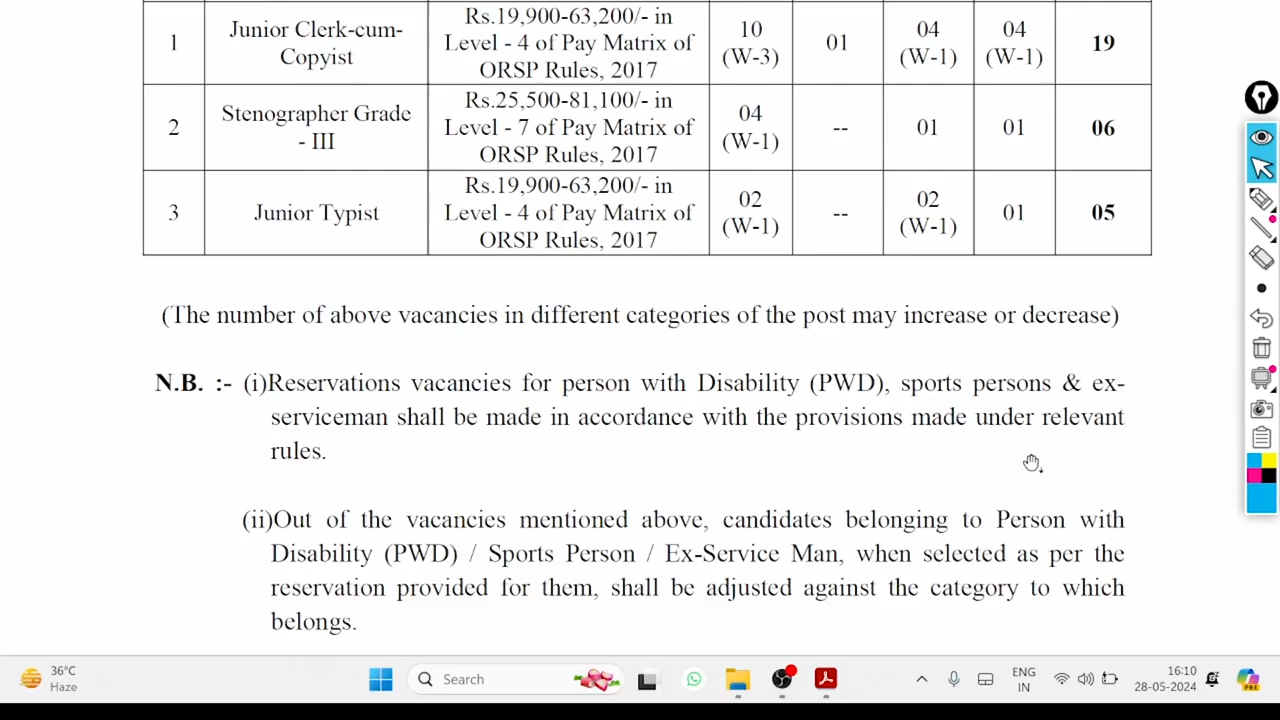 1 Junior Clerk-cum-Copyist Rs.19,900-63,200/- in Level - 4 of Pay Matrix of ORSP Rules, 2017 10 (W-3) 01 04 (W-1) 04 (W-1) 19
2 Stenographer Grade - III Rs.25,500-81,100/- in Level - 7 of Pay Matrix of ORSP Rules, 2017 04 (W-1) -- 01 01 06
3 Junior Typist Rs.19,900-63,200/- in Level - 4 of Pay Matrix of ORSP Rules, 2017 02 (W-1) -- 02 (W-1) 01 05
(The number of above vacancies in different categories of the post may increase or decrease)
N.B. :- (i)Reservations vacancies for person with Disability (PWD), sports persons & ex-
serviceman shall be made in accordance with the provisions made under relevant
rules.
(ii)Out of the vacancies mentioned above, candidates belonging to Person with
Disability (PWD) / Sports Person / Ex-Service Man, when selected as per the
reservation provided for them, shall be adjusted against the category to which
belongs.
36°C
Haze
Search
ENG
IN
16:10
28-05-2024
PRE